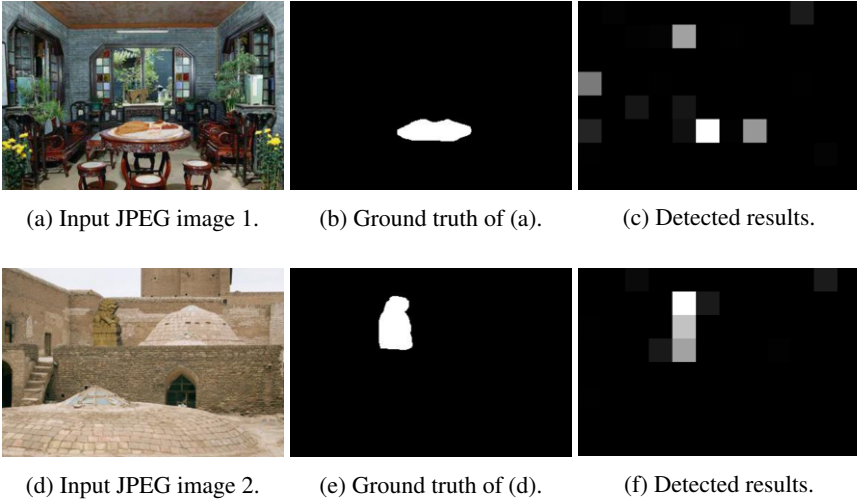 (a) Input JPEG image 1.
(b) Ground truth of (a).
(c) Detected results.
(d) Input JPEG image 2.
(e) Ground truth of (d).
(f) Detected results.